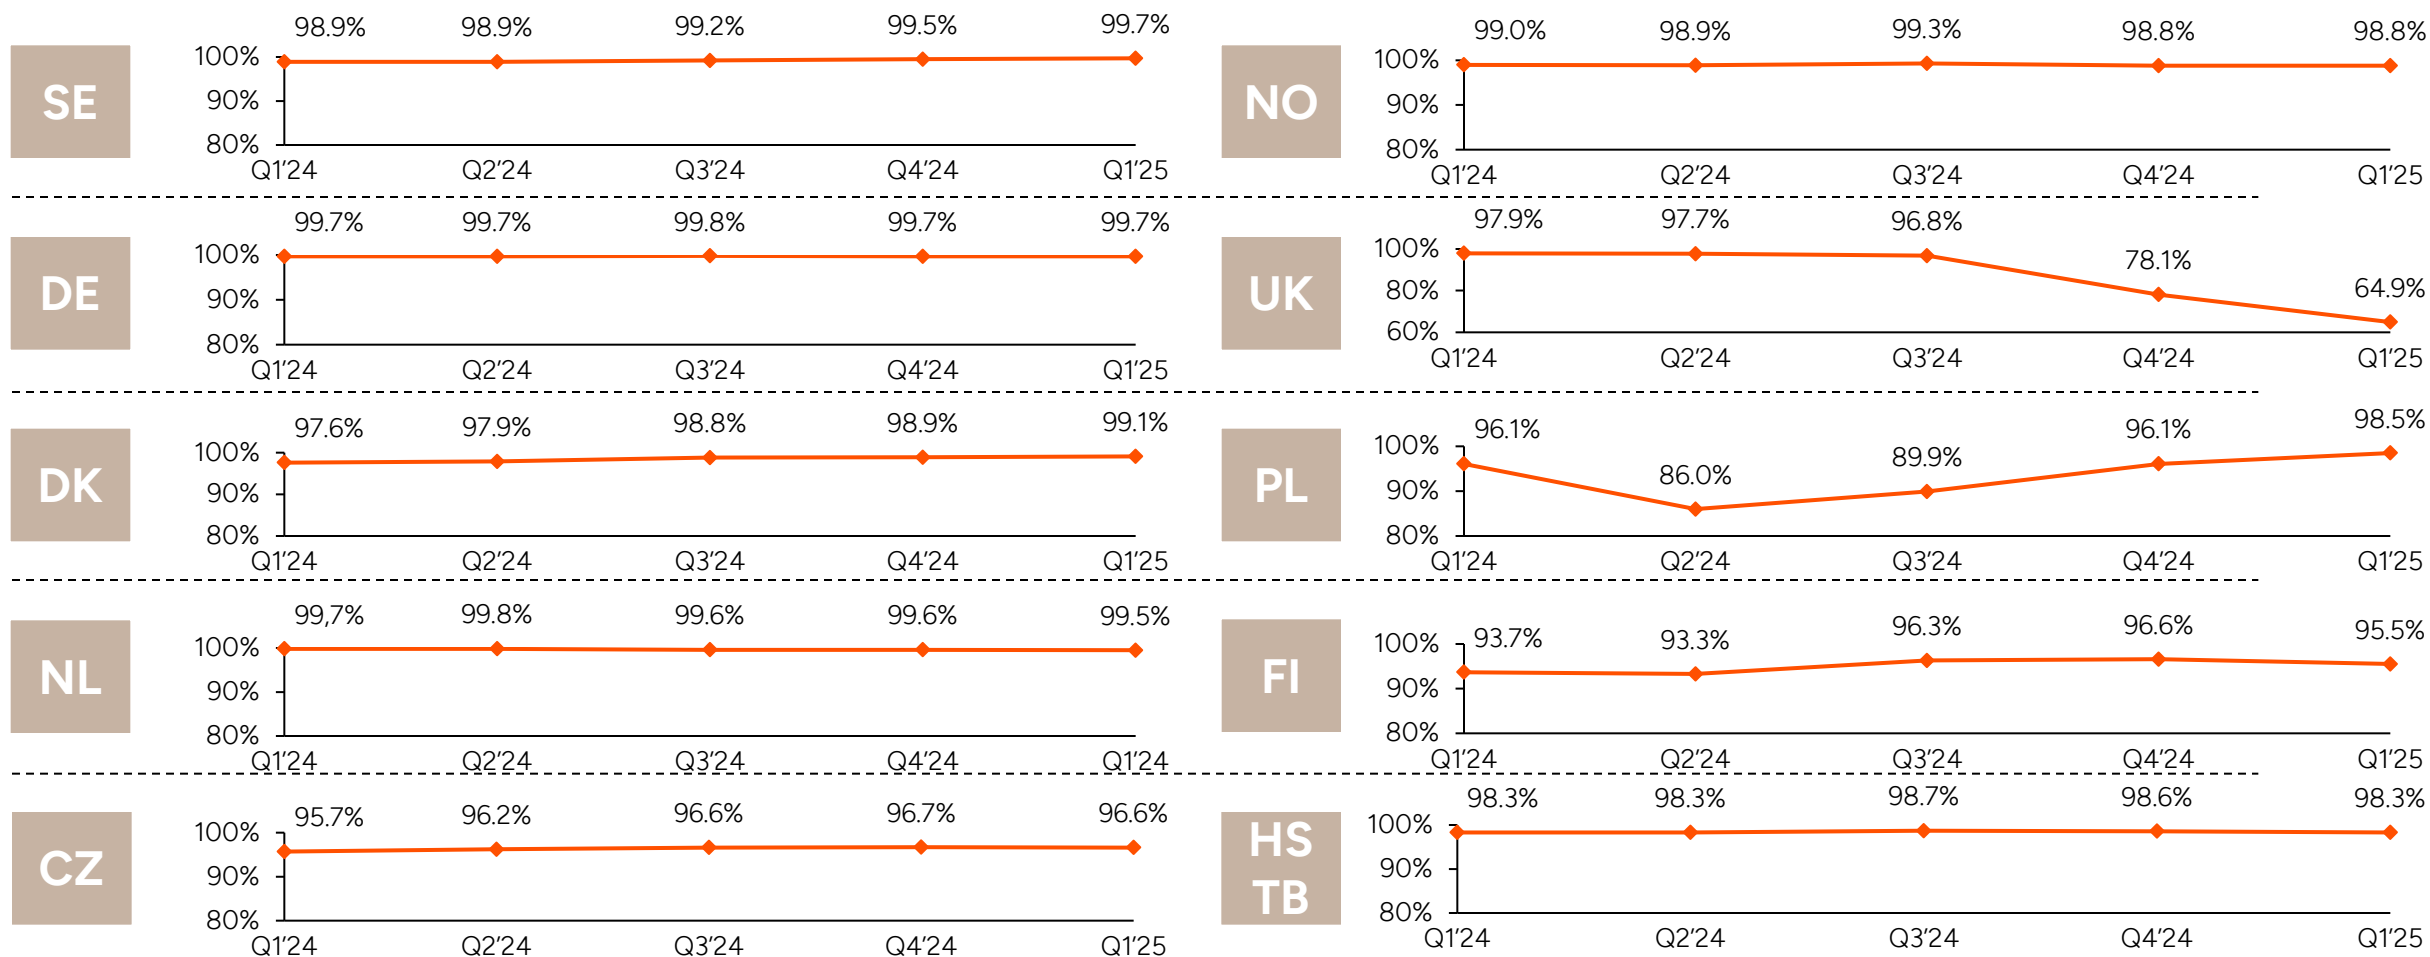 SE
98.9% 98.9% 99.2% 99.5% 99.7%
100%
90%
80%
Q1'24 Q2'24 Q3'24 Q4'24 Q1'25
NO
99.0% 98.9% 99.3% 98.8% 98.8%
100%
90%
80%
Q1'24 Q2'24 Q3'24 Q4'24 Q1'25
DE
99.7% 99.7% 99.8% 99.7% 99.7%
100%
90%
80%
Q1'24 Q2'24 Q3'24 Q4'24 Q1'25
UK
97.9% 97.7% 96.8% 78.1% 64.9%
100%
80%
60%
Q1'24 Q2'24 Q3'24 Q4'24 Q1'25
DK
97.6% 97.9% 98.8% 98.9% 99.1%
100%
90%
80%
Q1'24 Q2'24 Q3'24 Q4'24 Q1'25
PL
96.1% 86.0% 89.9% 96.1% 98.5%
100%
90%
80%
Q1'24 Q2'24 Q3'24 Q4'24 Q1'25
NL
99,7% 99.8% 99.6% 99.6% 99.5%
100%
90%
80%
Q1'24 Q2'24 Q3'24 Q4'24 Q1'24
FI
93.7% 93.3% 96.3% 96.6% 95.5%
100%
90%
80%
Q1'24 Q2'24 Q3'24 Q4'24 Q1'25
CZ
95.7% 96.2% 96.6% 96.7% 96.6%
100%
90%
80%
Q1'24 Q2'24 Q3'24 Q4'24 Q1'25
HS
TB
98.3% 98.3% 98.7% 98.6% 98.3%
100%
90%
80%
Q1'24 Q2'24 Q3'24 Q4'24 Q1'25